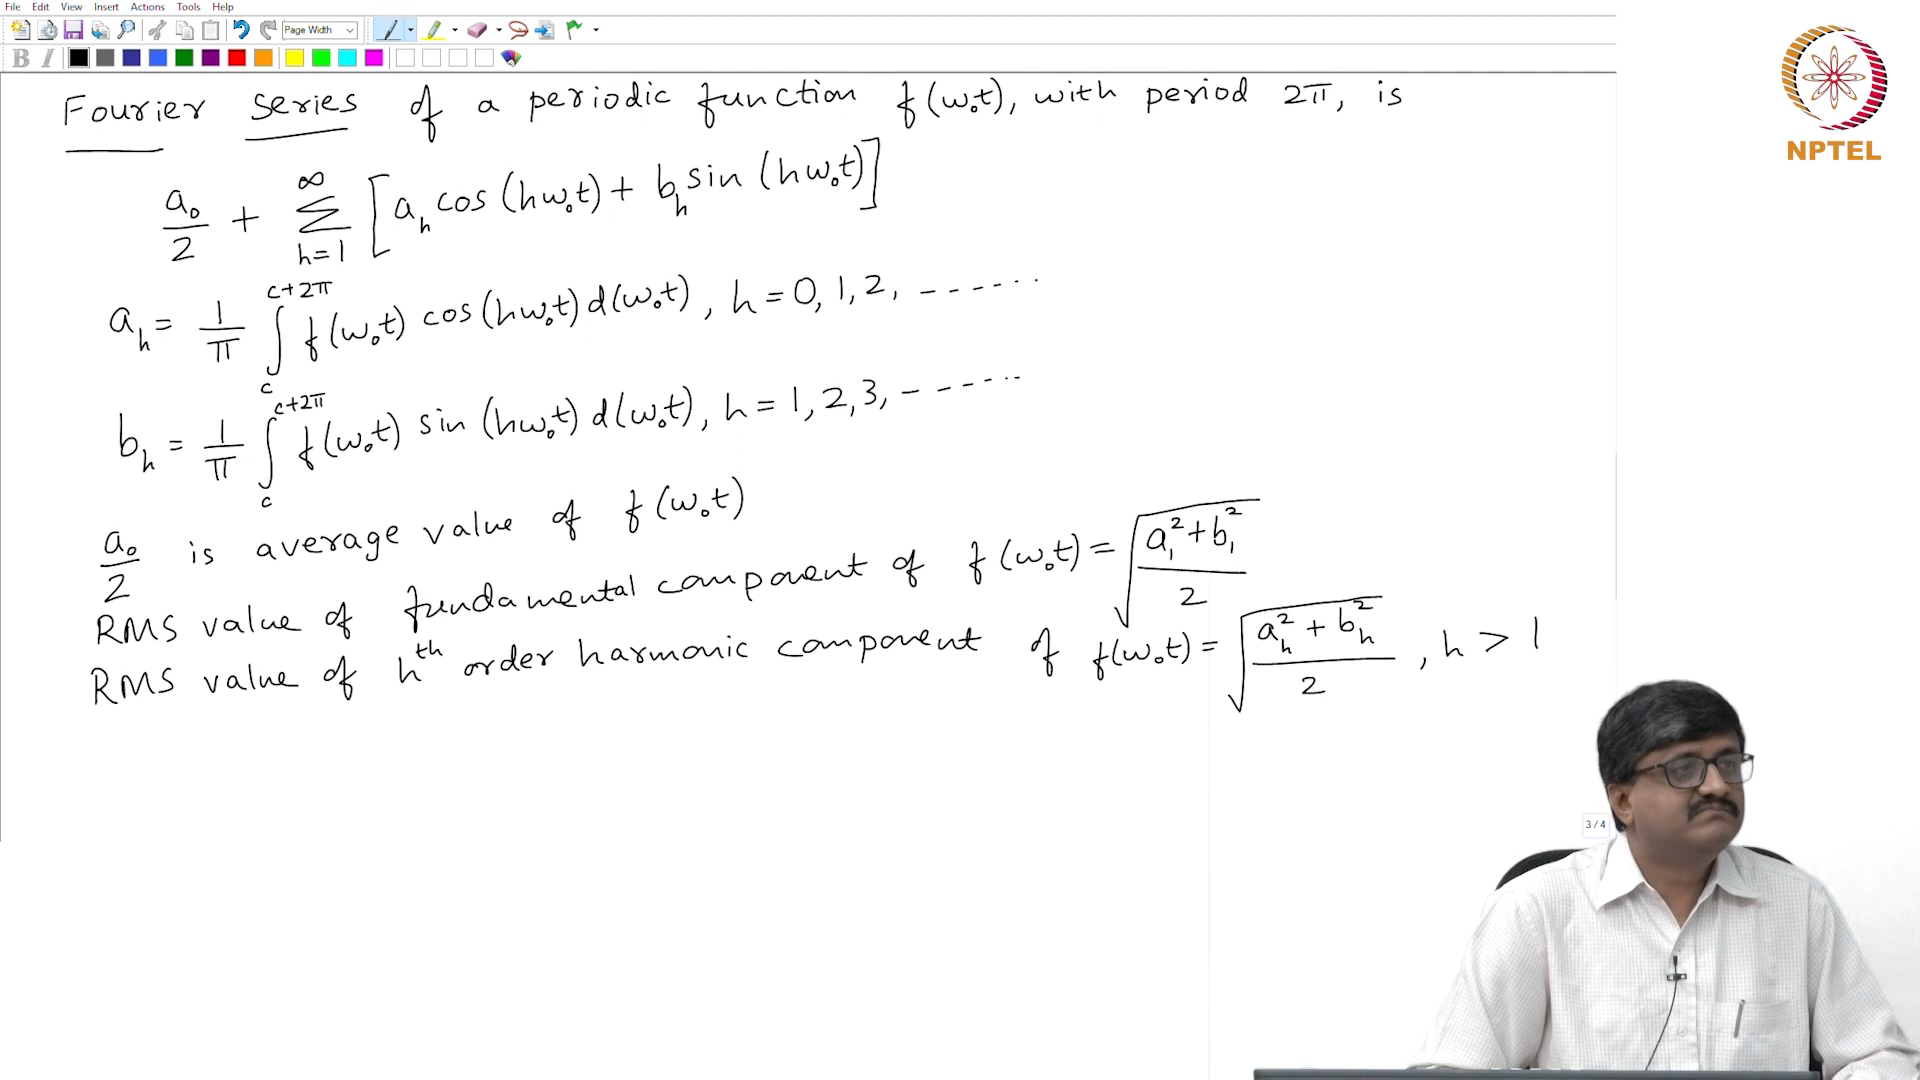 File Edit View Insert Actions Tools Help
Page Width
B I
NPTEL
Fourier series of a periodic function f(ω₀t), with period 2π, is
a₀/2 + ∑_{h=1}^{∞} [a_h cos(hω₀t) + b_h sin(hω₀t)]
a_h = 1/π ∫_c^{c+2π} f(ω₀t) cos(hω₀t) d(ω₀t), h = 0, 1, 2, -------
b_h = 1/π ∫_c^{c+2π} f(ω₀t) sin(hω₀t) d(ω₀t), h = 1, 2, 3, -------
a₀/2 is average value of f(ω₀t)
RMS value of fundamental component of f(ω₀t) = √((a₁² + b₁²)/2)
RMS value of h^th order harmonic component of f(ω₀t) = √((a_h² + b_h²)/2), h > 1
3 / 4